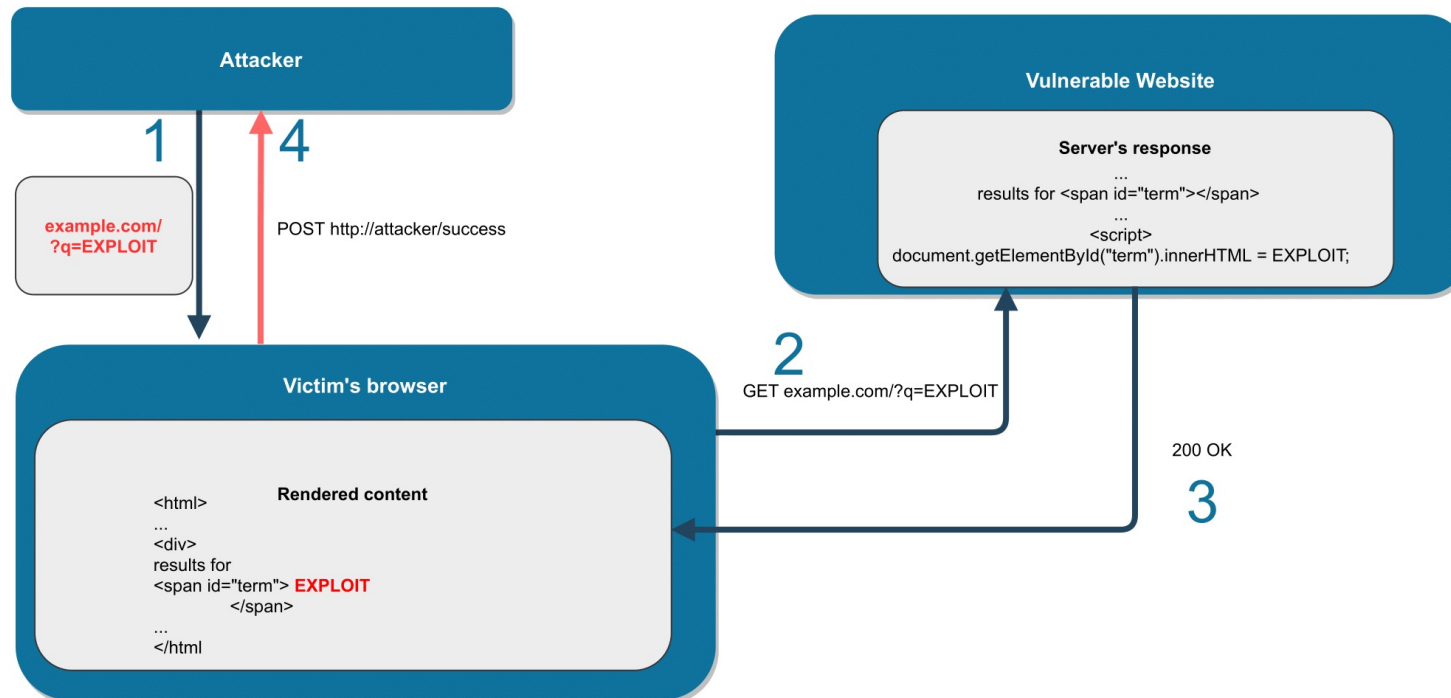 Attacker
1
4
example.com/
?q=EXPLOIT
POST http://attacker/success
Vulnerable Website
Server's response
...
results for <span id="term"></span>
...
<script>
document.getElementById("term").innerHTML = EXPLOIT;
2
GET example.com/?q=EXPLOIT
200 OK
3
Victim's browser
Rendered content
<html>
...
<div>
results for
<span id="term"> EXPLOIT
</span>
...
</html